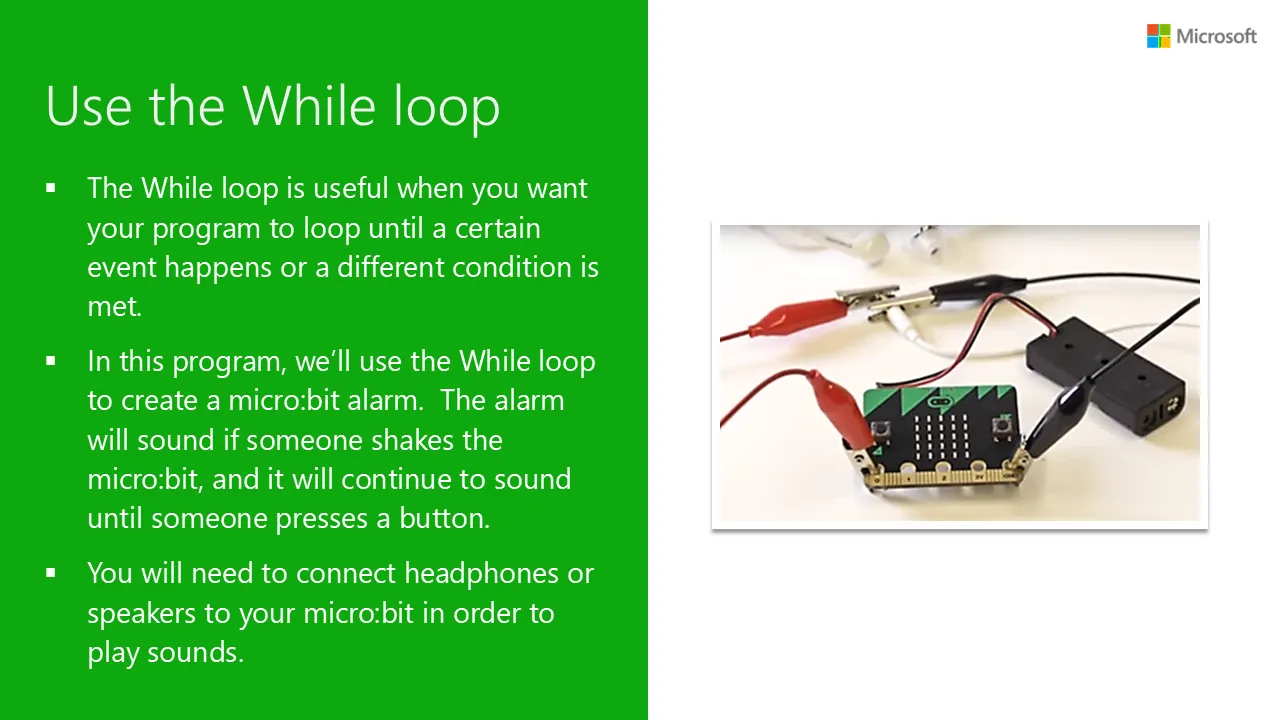 Microsoft
Use the While loop
▪ The While loop is useful when you want
your program to loop until a certain
event happens or a different condition is
met.
▪ In this program, we’ll use the While loop
to create a micro:bit alarm.  The alarm
will sound if someone shakes the
micro:bit, and it will continue to sound
until someone presses a button.
▪ You will need to connect headphones or
speakers to your micro:bit in order to
play sounds.